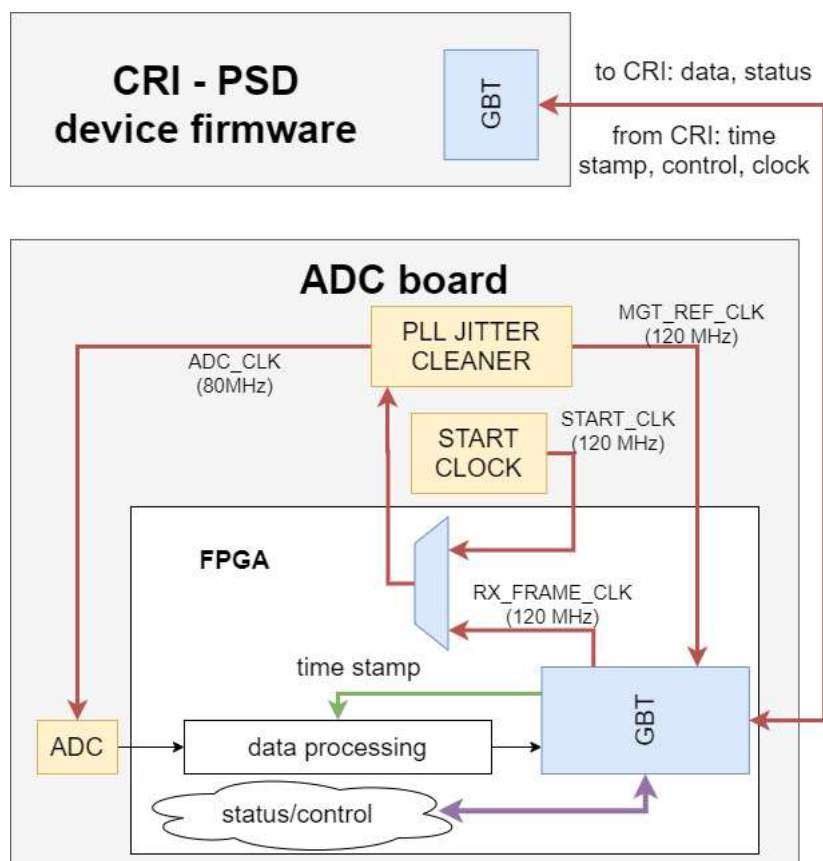 CRI - PSD
device firmware
GBT
to CRI: data, status
from CRI: time
stamp, control, clock
ADC board
PLL JITTER
CLEANER
MGT_REF_CLK
(120 MHz)
ADC_CLK
(80MHz)
START
CLOCK
START_CLK
(120 MHz)
FPGA
RX_FRAME_CLK
(120 MHz)
time stamp
ADC
data processing
GBT
status/control